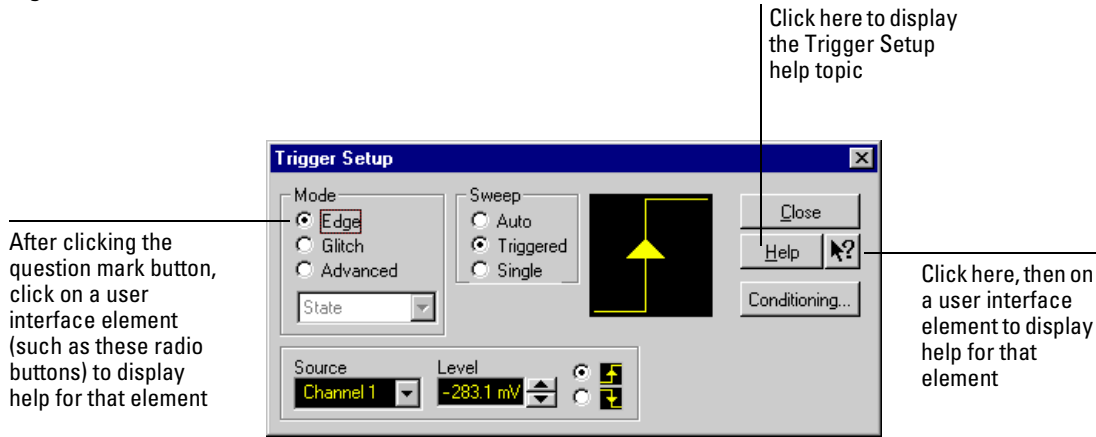 Click here to display
the Trigger Setup
help topic
Trigger Setup
Mode
Edge
Glitch
Advanced
State
Sweep
Auto
Triggered
Single
Close
Help
?
Conditioning...
Source
Channel 1
Level
-283.1 mV
After clicking the
question mark button,
click on a user
interface element
(such as these radio
buttons) to display
help for that element
Click here, then on
a user interface
element to display
help for that
element